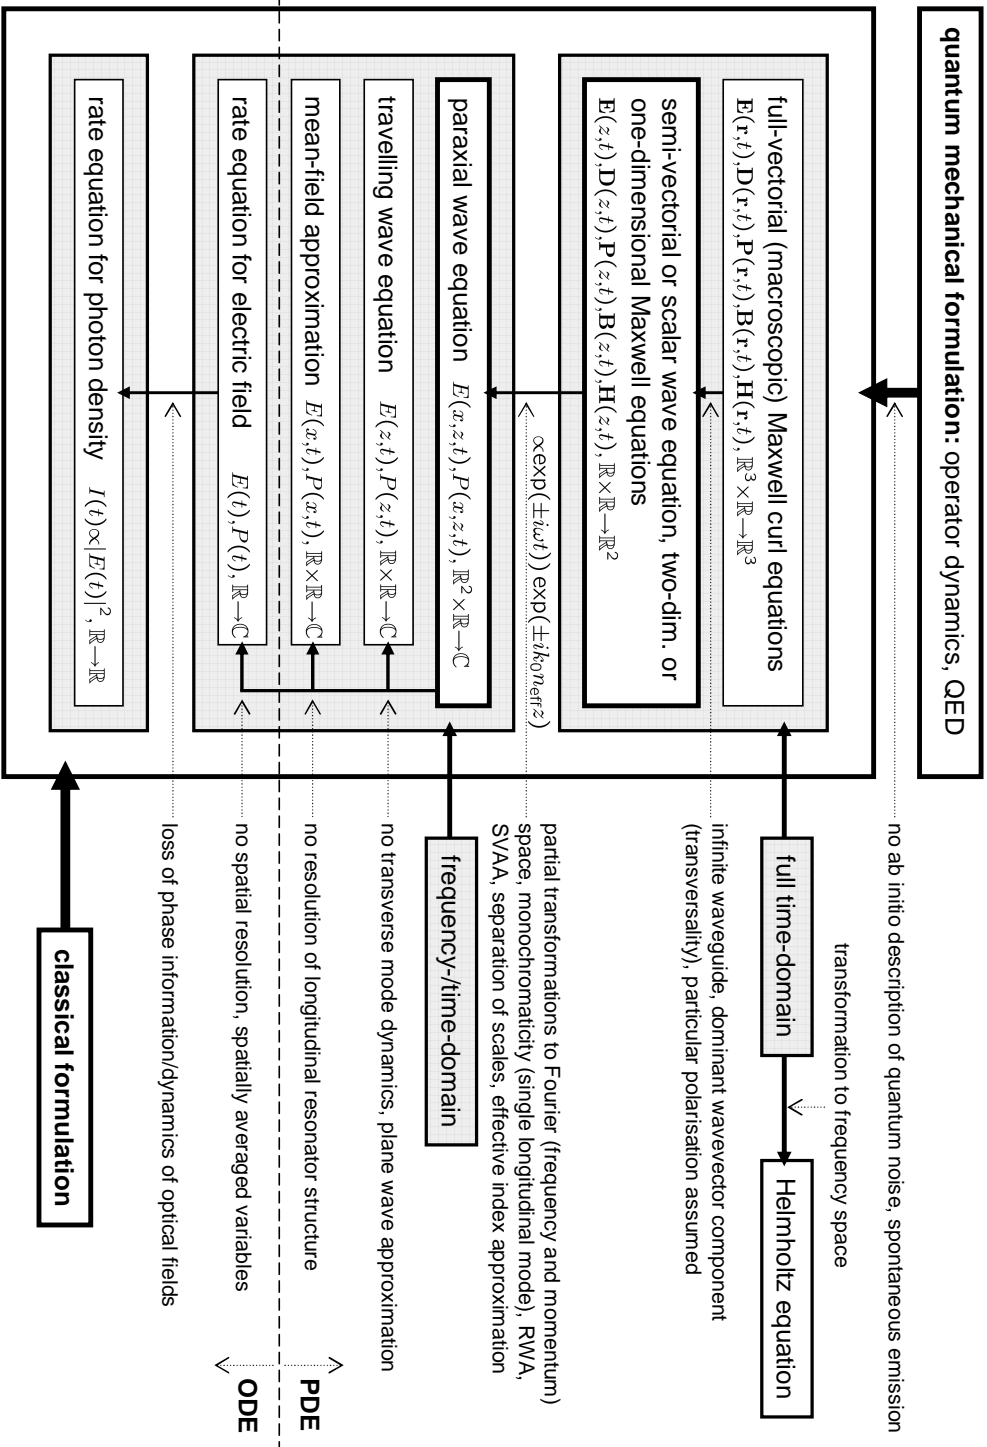 quantum mechanical formulation: operator dynamics, QED
no ab initio description of quantum noise, spontaneous emission
full-vectorial (macroscopic) Maxwell curl equations
E(r,t),D(r,t),P(r,t),B(r,t),H(r,t), ℝ³×ℝ→ℝ³
transformation to frequency space
full time-domain
Helmholtz equation
semi-vectorial or scalar wave equation, two-dim. or
one-dimensional Maxwell equations
E(z,t),D(z,t),P(z,t),B(z,t),H(z,t), ℝ×ℝ→ℝ²
infinite waveguide, dominant wavevector component
(transversality), particular polarisation assumed
∝exp(±iωt)) exp(±ik₀n_eff z)
partial transformations to Fourier (frequency and momentum)
space, monochromaticity (single longitudinal mode), RWA,
SVAA, separation of scales, effective index approximation
paraxial wave equation E(x,z,t),P(x,z,t), ℝ²×ℝ→ℂ
frequency-/time-domain
travelling wave equation E(z,t),P(z,t), ℝ×ℝ→ℂ
no transverse mode dynamics, plane wave approximation
mean-field approximation E(x,t),P(x,t), ℝ×ℝ→ℂ
no resolution of longitudinal resonator structure
PDE
ODE
rate equation for electric field E(t),P(t), ℝ→ℂ
no spatial resolution, spatially averaged variables
loss of phase information/dynamics of optical fields
rate equation for photon density I(t)∝|E(t)|², ℝ→ℝ
classical formulation